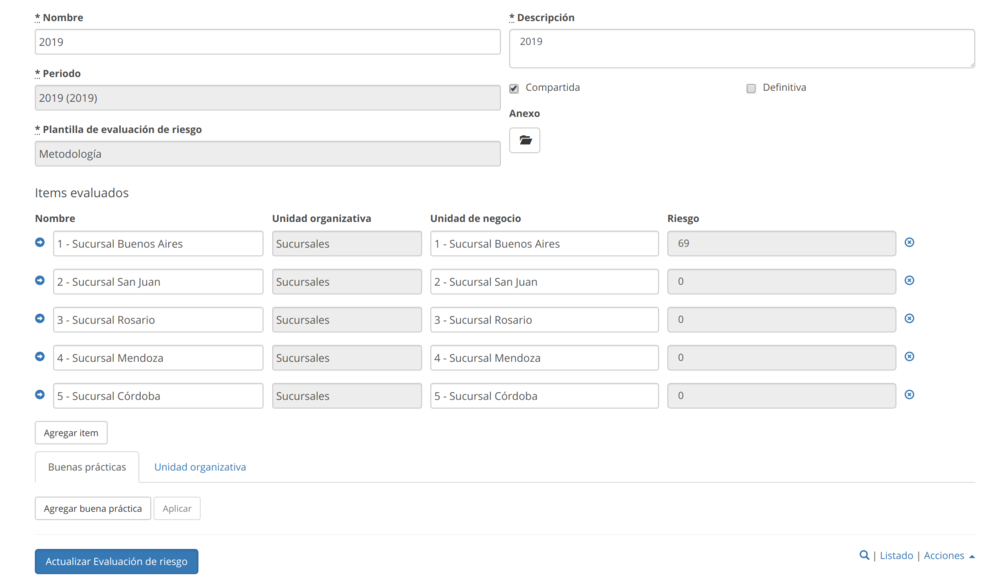 * Nombre
2019
* Descripción
2019
* Periodo
2019 (2019)
Compartida
Definitiva
Anexo
* Plantilla de evaluación de riesgo
Metodología
Items evaluados
Nombre Unidad organizativa Unidad de negocio Riesgo
1 - Sucursal Buenos Aires Sucursales 1 - Sucursal Buenos Aires 69
2 - Sucursal San Juan Sucursales 2 - Sucursal San Juan 0
3 - Sucursal Rosario Sucursales 3 - Sucursal Rosario 0
4 - Sucursal Mendoza Sucursales 4 - Sucursal Mendoza 0
5 - Sucursal Córdoba Sucursales 5 - Sucursal Córdoba 0
Agregar item
Buenas prácticas Unidad organizativa
Agregar buena práctica Aplicar
Actualizar Evaluación de riesgo | Listado | Acciones